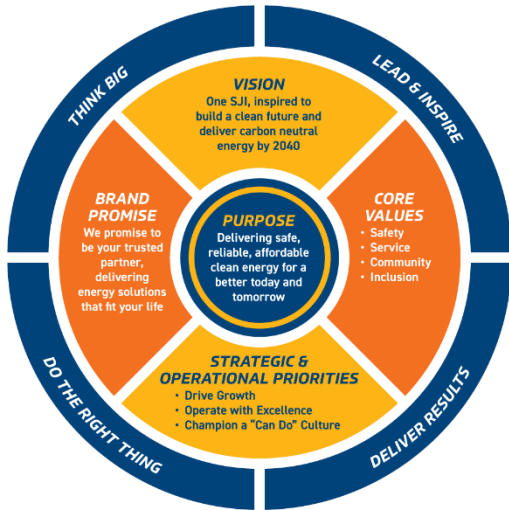 THINK BIG
LEAD & INSPIRE
VISION
One SJI, inspired to
build a clean future and
deliver carbon neutral
energy by 2040
BRAND
PROMISE
We promise to
be your trusted
partner,
delivering
energy solutions
that fit your life
PURPOSE
Delivering safe,
reliable, affordable
clean energy for a
better today and
tomorrow
CORE
VALUES
• Safety
• Service
• Community
• Inclusion
STRATEGIC &
OPERATIONAL PRIORITIES
• Drive Growth
• Operate with Excellence
• Champion a “Can Do” Culture
DO THE RIGHT THING
DELIVER RESULTS